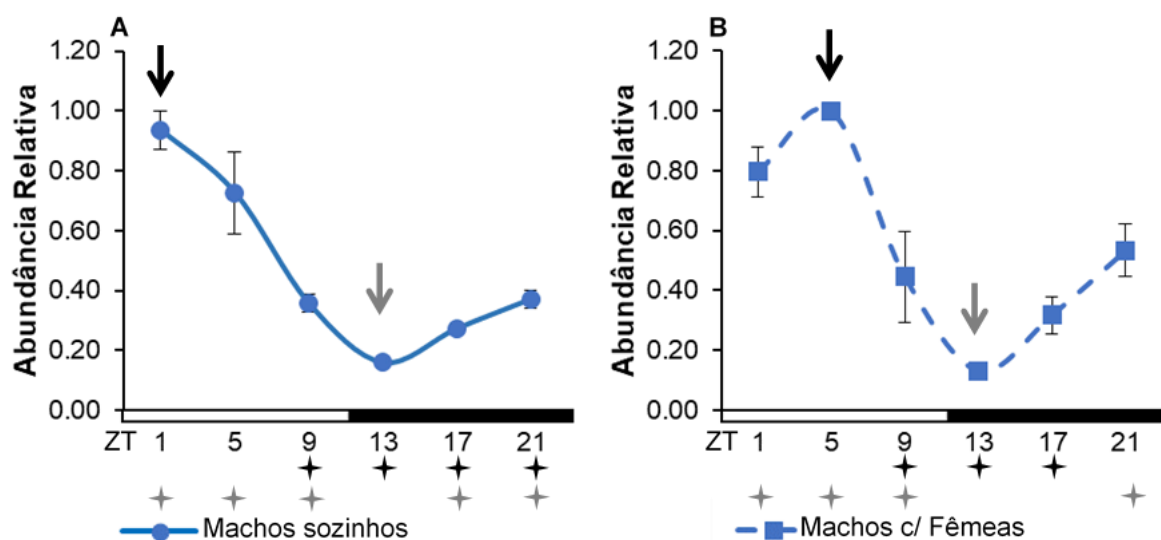 A
Abundância Relativa
1.20
1.00
0.80
0.60
0.40
0.20
0.00
ZT 1 5 9 13 17 21
Machos sozinhos
B
Abundância Relativa
1.20
1.00
0.80
0.60
0.40
0.20
0.00
ZT 1 5 9 13 17 21
Machos c/ Fêmeas